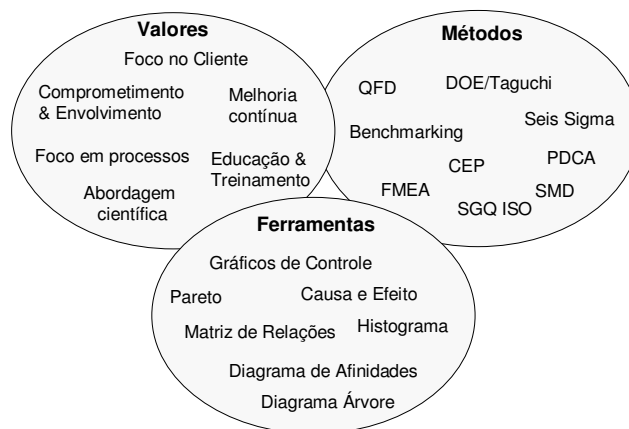 Valores
Foco no Cliente
Comprometimento
& Envolvimento
Melhoria
contínua
Foco em processos
Educação &
Treinamento
Abordagem
científica
Métodos
QFD
DOE/Taguchi
Seis Sigma
Benchmarking
CEP
PDCA
FMEA
SMD
SGQ ISO
Ferramentas
Gráficos de Controle
Pareto
Causa e Efeito
Matriz de Relações
Histograma
Diagrama de Afinidades
Diagrama Árvore